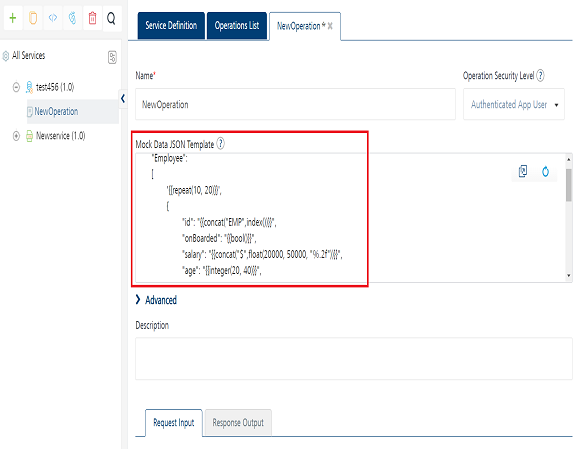 Service Definition
Operations List
NewOperation *
All Services
test456 (1.0)
NewOperation
Newservice (1.0)
Name*
Operation Security Level
NewOperation
Authenticated App User
Mock Data JSON Template
"Employee":
[
'{{repeat(10, 20)}}',
{
"id": "{{concat("EMP",index())}}",
"onBoarded": "{{bool()}}",
"salary": "{{concat("$",float(20000, 50000, "%.2f"))}}",
"age": "{{integer(20, 40)}}",
Advanced
Description
Request Input
Response Output